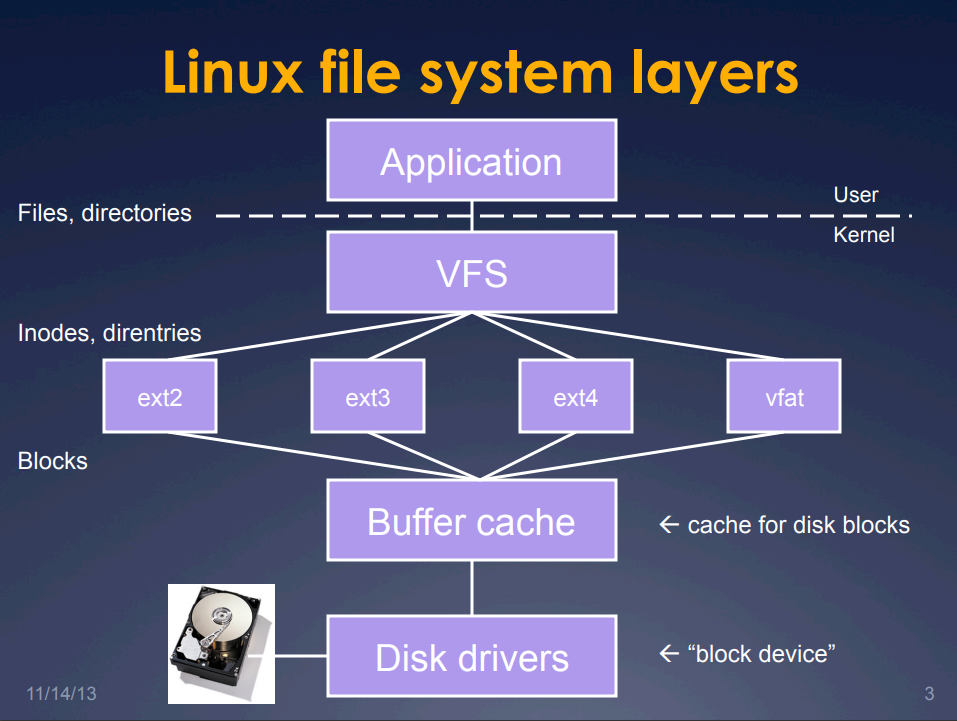 Linux file system layers
Application
User
Files, directories
Kernel
VFS
Inodes, direntries
ext2
ext3
ext4
vfat
Blocks
Buffer cache
← cache for disk blocks
Disk drivers
← “block device”
11/14/13
3